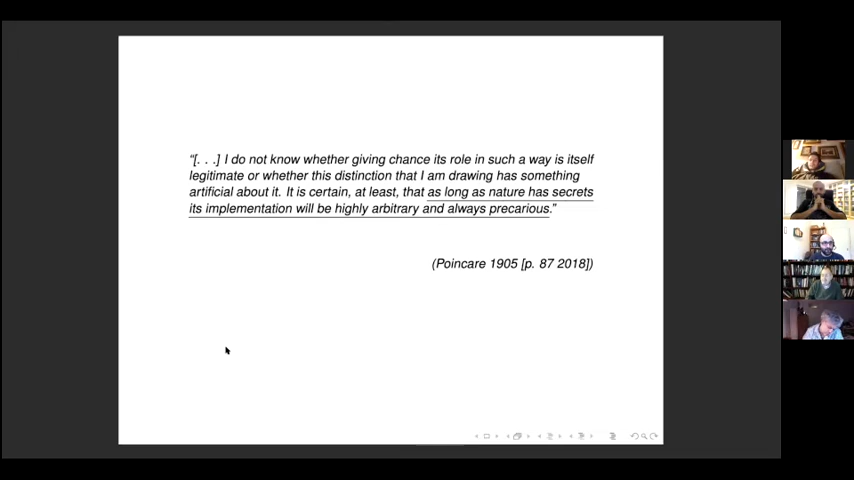 “[. . .] I do not know whether giving chance its role in such a way is itself
legitimate or whether this distinction that I am drawing has something
artificial about it. It is certain, at least, that as long as nature has secrets
its implementation will be highly arbitrary and always precarious.”
(Poincare 1905 [p. 87 2018])